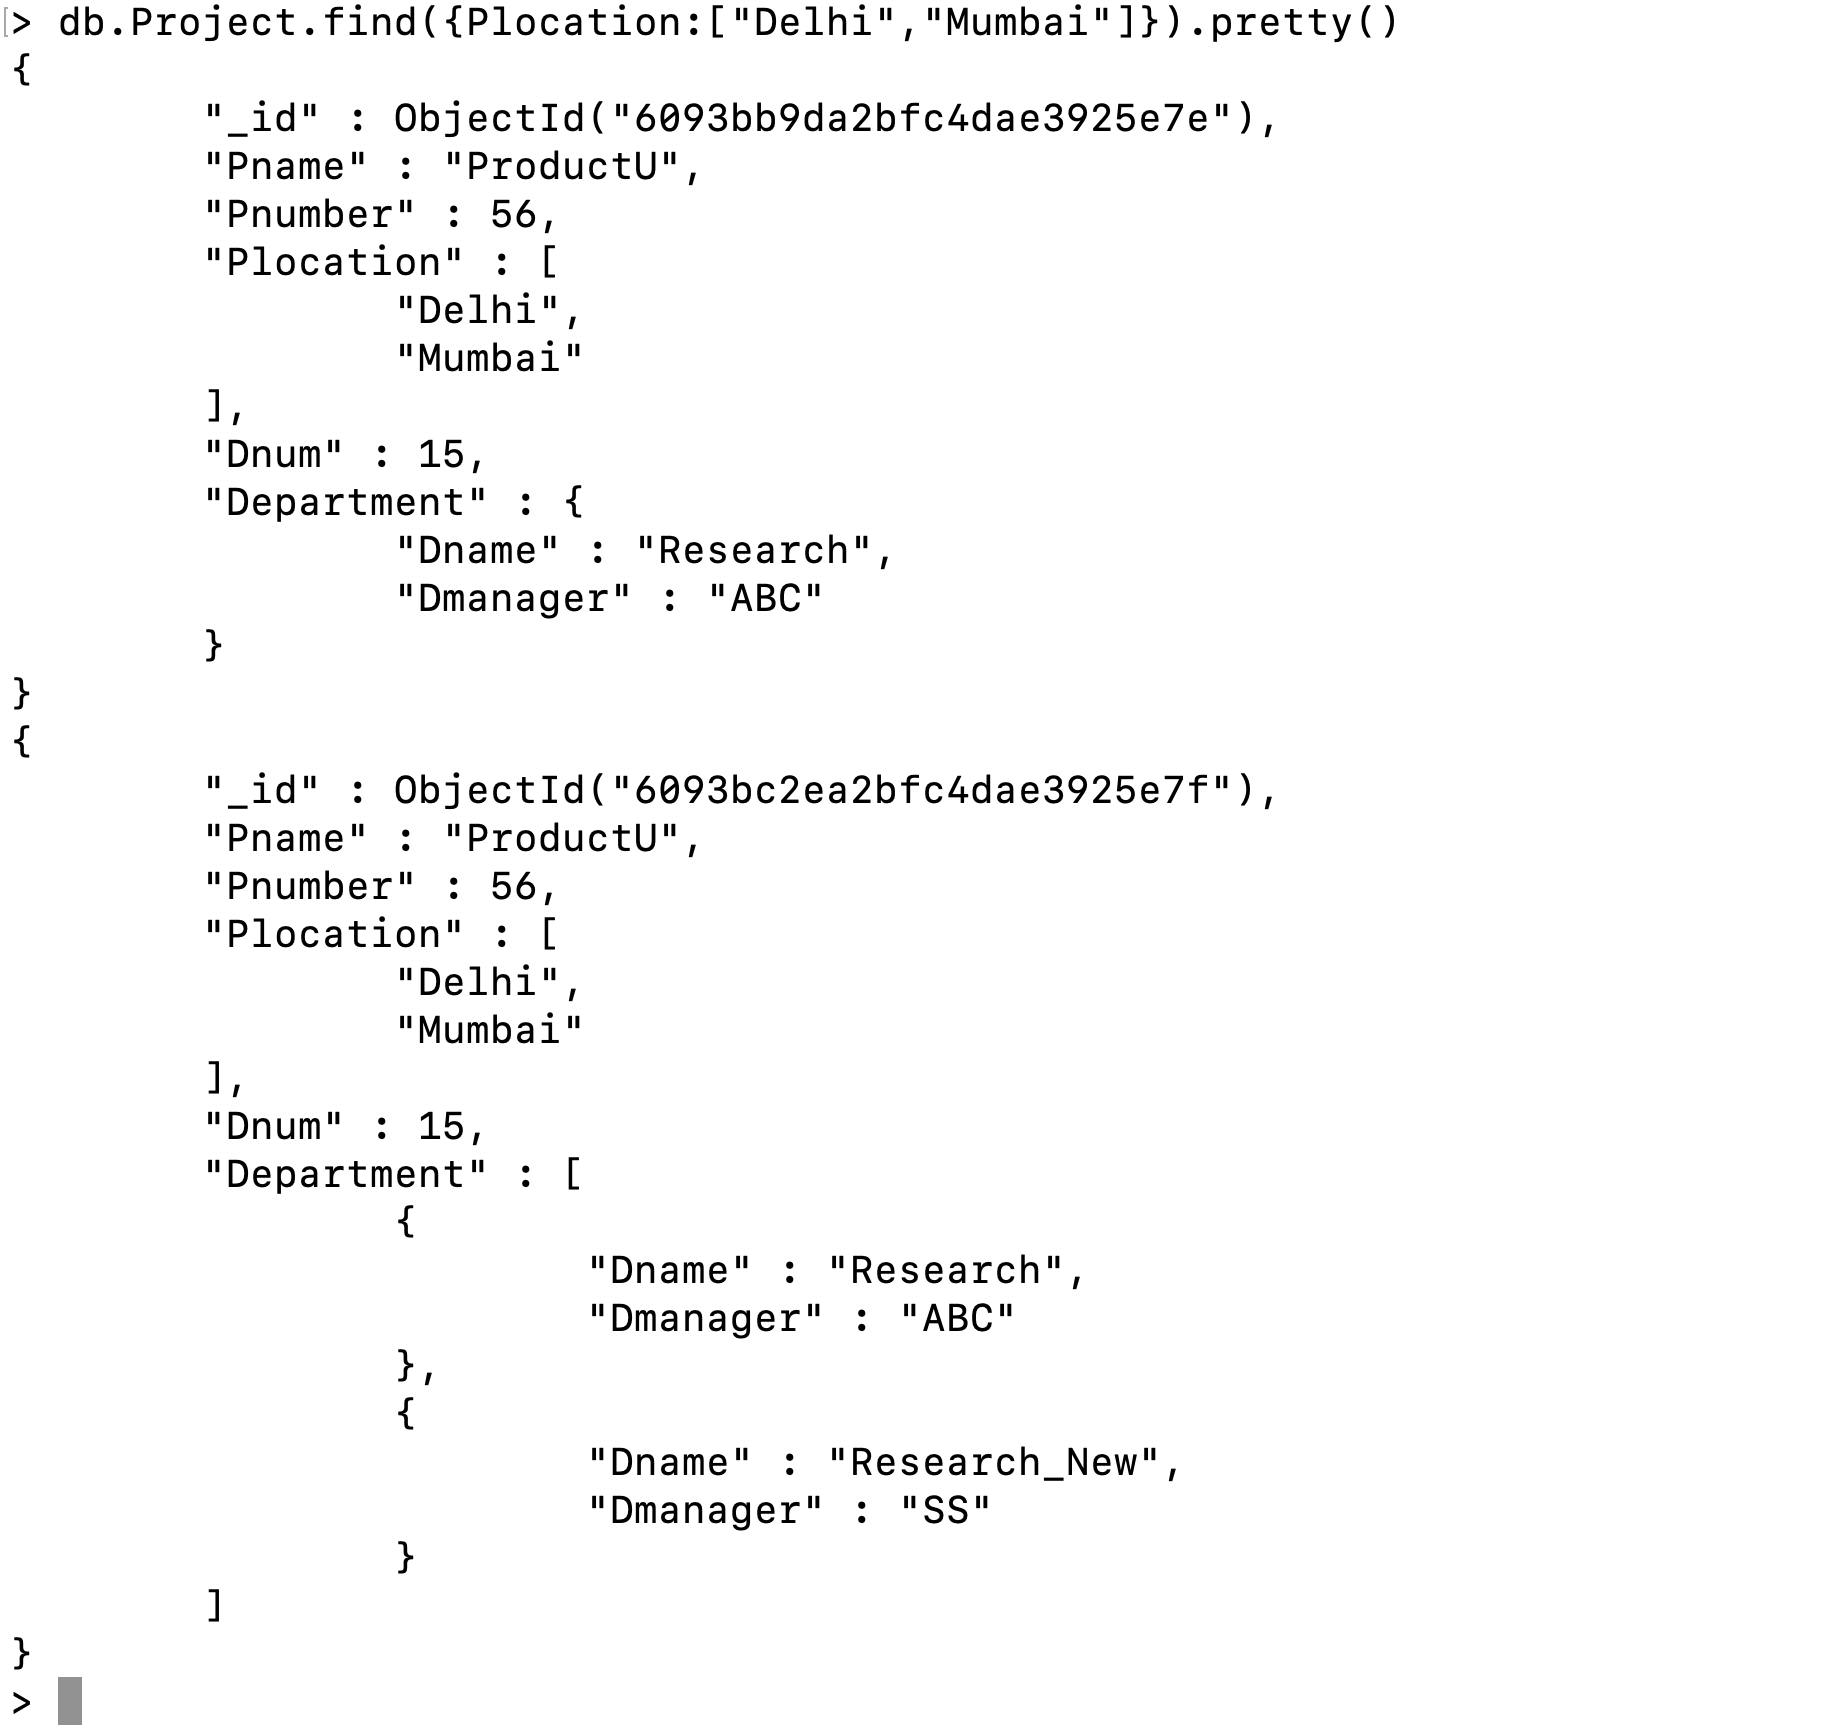 > db.Project.find({Plocation:["Delhi","Mumbai"]}).pretty()
{
        "_id" : ObjectId("6093bb9da2bfc4dae3925e7e"),
        "Pname" : "ProductU",
        "Pnumber" : 56,
        "Plocation" : [
                "Delhi",
                "Mumbai"
        ],
        "Dnum" : 15,
        "Department" : {
                "Dname" : "Research",
                "Dmanager" : "ABC"
        }
}
{
        "_id" : ObjectId("6093bc2ea2bfc4dae3925e7f"),
        "Pname" : "ProductU",
        "Pnumber" : 56,
        "Plocation" : [
                "Delhi",
                "Mumbai"
        ],
        "Dnum" : 15,
        "Department" : [
                {
                        "Dname" : "Research",
                        "Dmanager" : "ABC"
                },
                {
                        "Dname" : "Research_New",
                        "Dmanager" : "SS"
                }
        ]
}
>